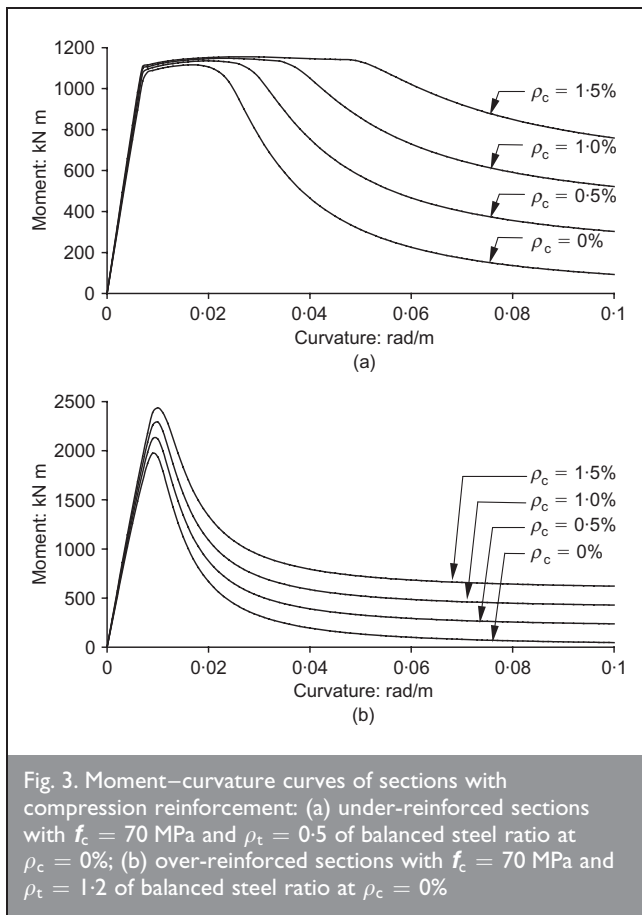 1200
1000
800
600
400
200
0
Moment: kN m
ρc = 1·5%
ρc = 1·0%
ρc = 0·5%
ρc = 0%
0 0·02 0·04 0·06 0·08 0·1
Curvature: rad/m
(a)
2500
2000
1500
1000
500
0
Moment: kN m
ρc = 1·5%
ρc = 1·0%
ρc = 0·5%
ρc = 0%
0 0·02 0·04 0·06 0·08 0·1
Curvature: rad/m
(b)
Fig. 3. Moment–curvature curves of sections with
compression reinforcement: (a) under-reinforced sections
with fc = 70 MPa and ρt = 0·5 of balanced steel ratio at
ρc = 0%; (b) over-reinforced sections with fc = 70 MPa and
ρt = 1·2 of balanced steel ratio at ρc = 0%